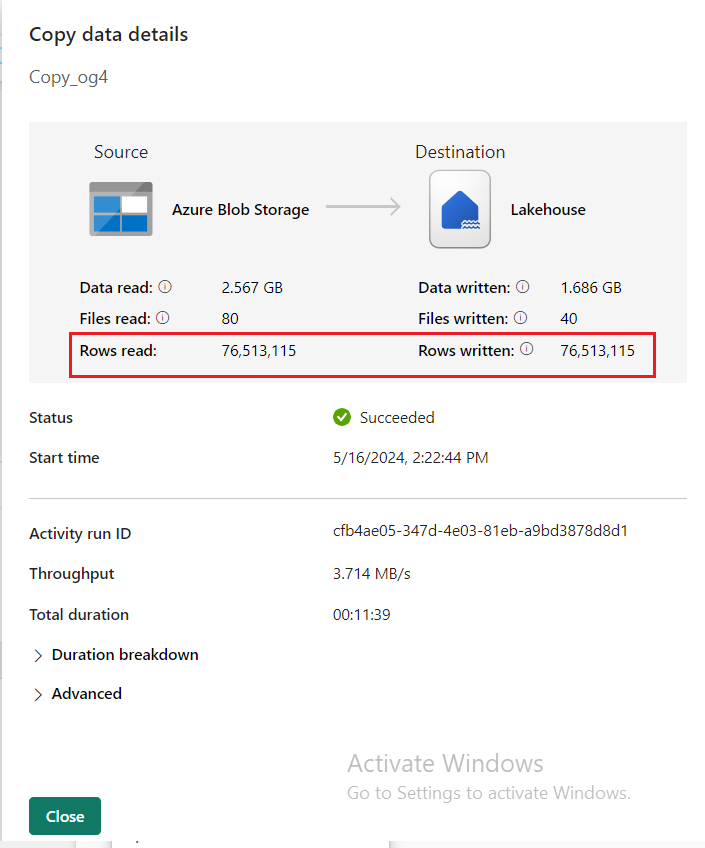 Copy data details
Copy_og4
Source Destination
Azure Blob Storage Lakehouse
Data read: 2.567 GB Data written: 1.686 GB
Files read: 80 Files written: 40
Rows read: 76,513,115 Rows written: 76,513,115
Status Succeeded
Start time 5/16/2024, 2:22:44 PM
Activity run ID cfb4ae05-347d-4e03-81eb-a9bd3878d8d1
Throughput 3.714 MB/s
Total duration 00:11:39
Duration breakdown
Advanced
Activate Windows
Go to Settings to activate Windows.
Close